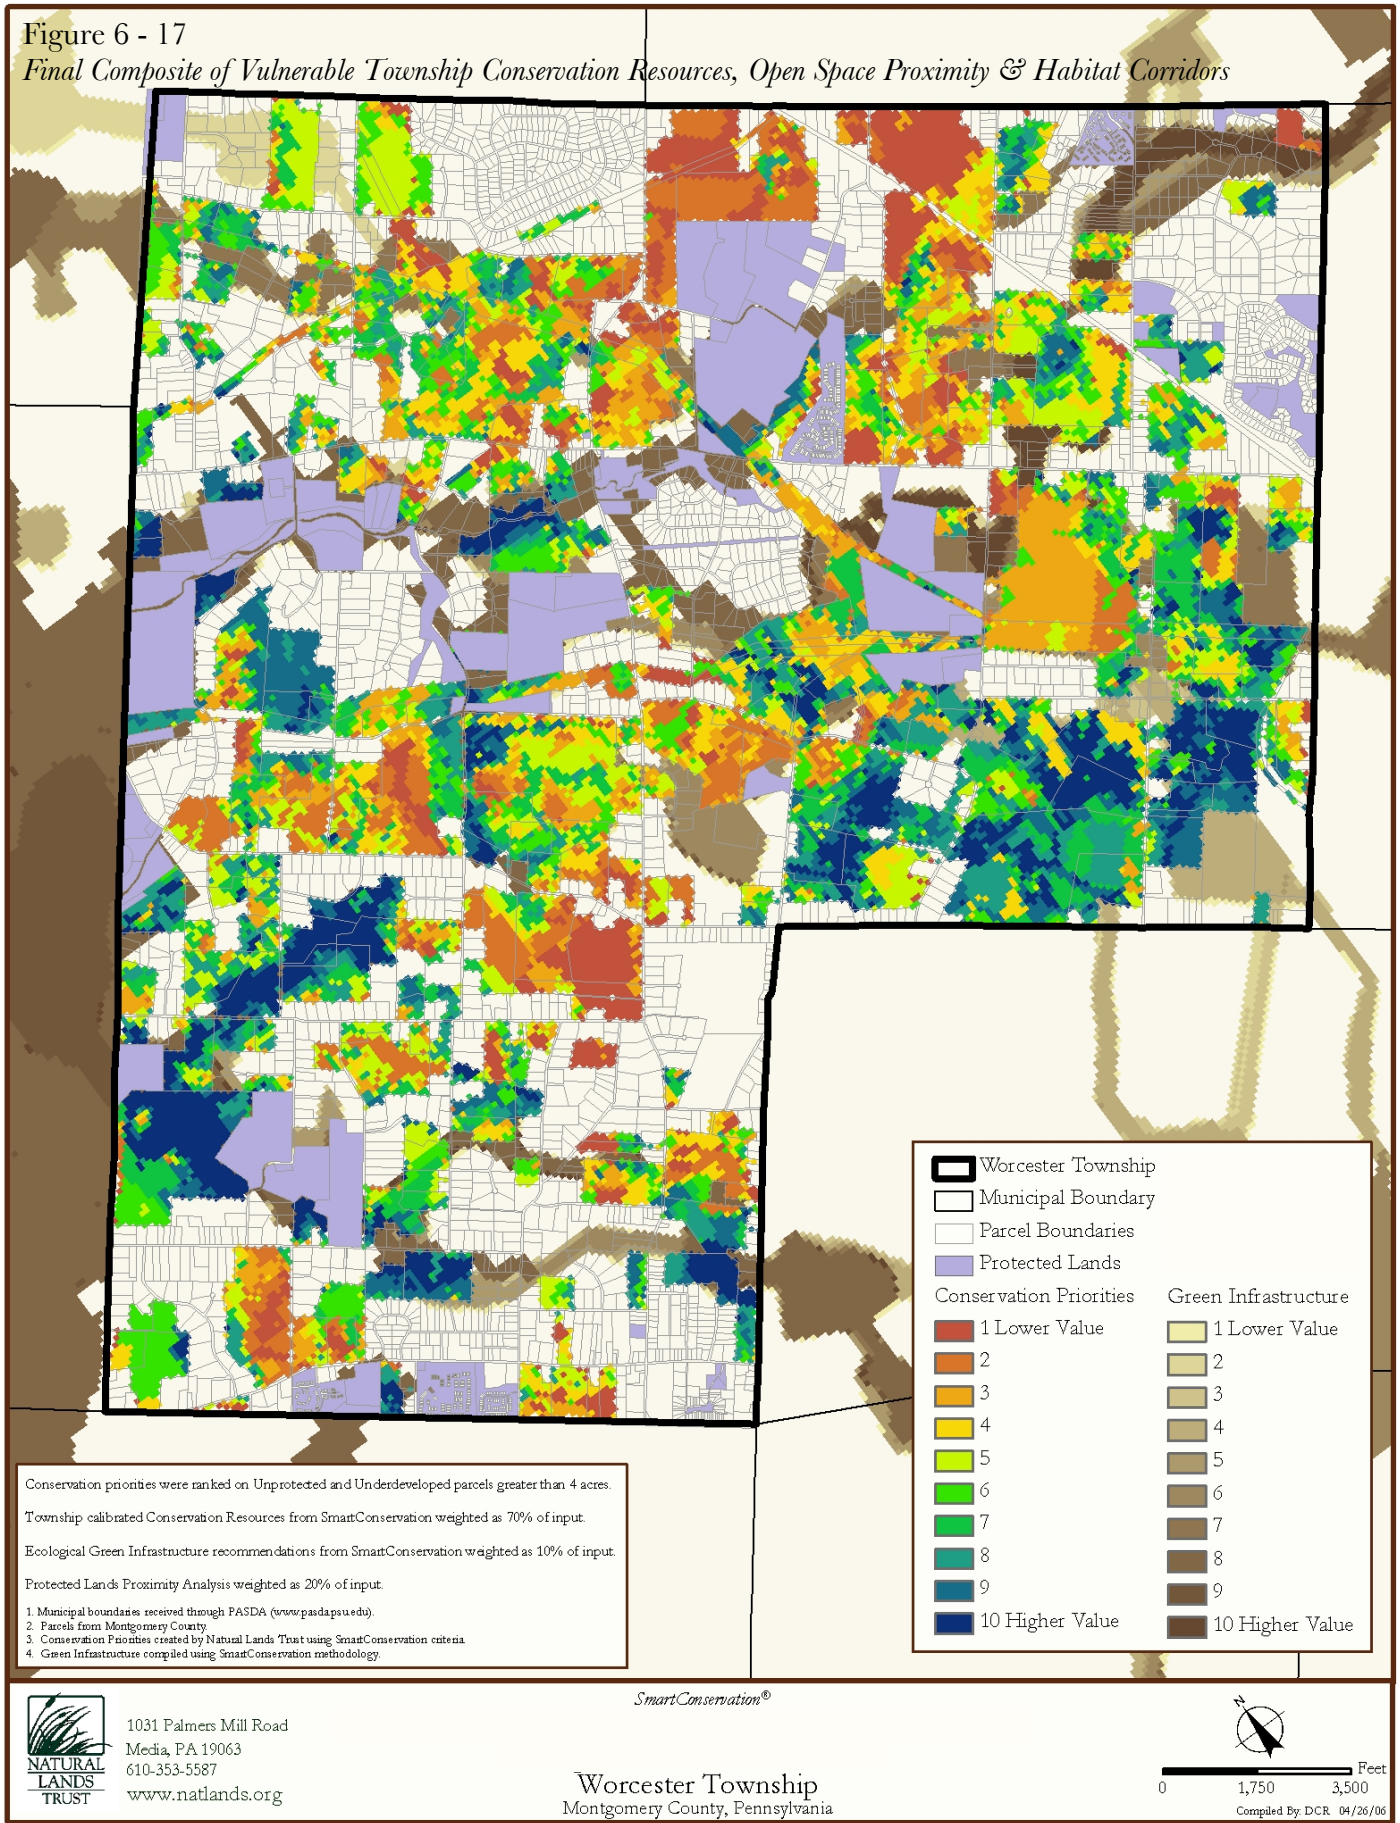 Figure 6 - 17
Final Composite of Vulnerable Township Conservation Resources, Open Space Proximity & Habitat Corridors
Worcester Township
Municipal Boundary
Parcel Boundaries
Protected Lands
Conservation Priorities
1 Lower Value
2
3
4
5
6
7
8
9
10 Higher Value
Green Infrastructure
1 Lower Value
2
3
4
5
6
7
8
9
10 Higher Value
Conservation priorities were ranked on Unprotected and Underdeveloped parcels greater than 4 acres.
Township calibrated Conservation Resources from SmartConservation weighted as 70% of input.
Ecological Green Infrastructure recommendations from SmartConservation weighted as 10% of input.
Protected Lands Proximity Analysis weighted as 20% of input.
1. Municipal boundaries received through PASDA (www.pasda.psu.edu).
2. Parcels from Montgomery County.
3. Conservation Priorities created by Natural Lands Trust using SmartConservation criteria.
4. Green Infrastructure compiled using SmartConservation methodology.
NATURAL
LANDS
TRUST
1031 Palmers Mill Road
Media, PA 19063
610-353-5587
www.natlands.org
SmartConservation®
Worcester Township
Montgomery County, Pennsylvania
N
Feet
0 1,750 3,500
Compiled By: DCR 04/26/06